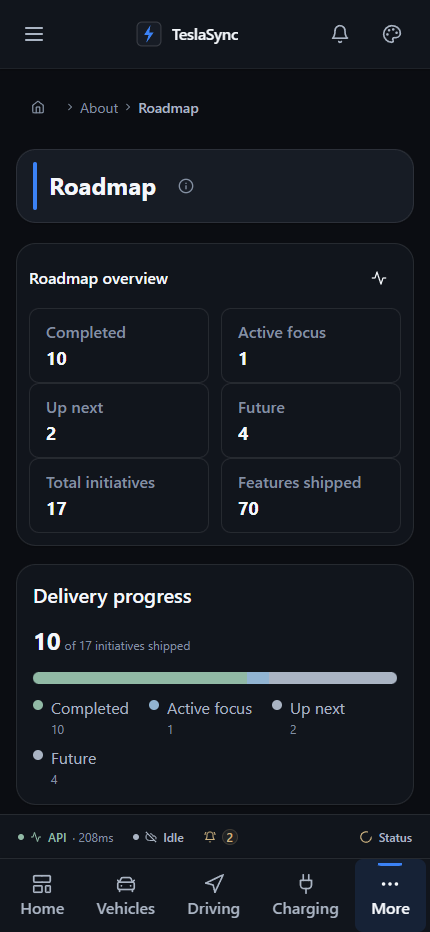 TeslaSync
About
Roadmap
Roadmap
Roadmap overview
Completed
10
Active focus
1
Up next
2
Future
4
Total initiatives
17
Features shipped
70
Delivery progress
10 of 17 initiatives shipped
Completed
10
Active focus
1
Up next
2
Future
4
API · 208ms
Idle
2
Status
Home
Vehicles
Driving
Charging
More